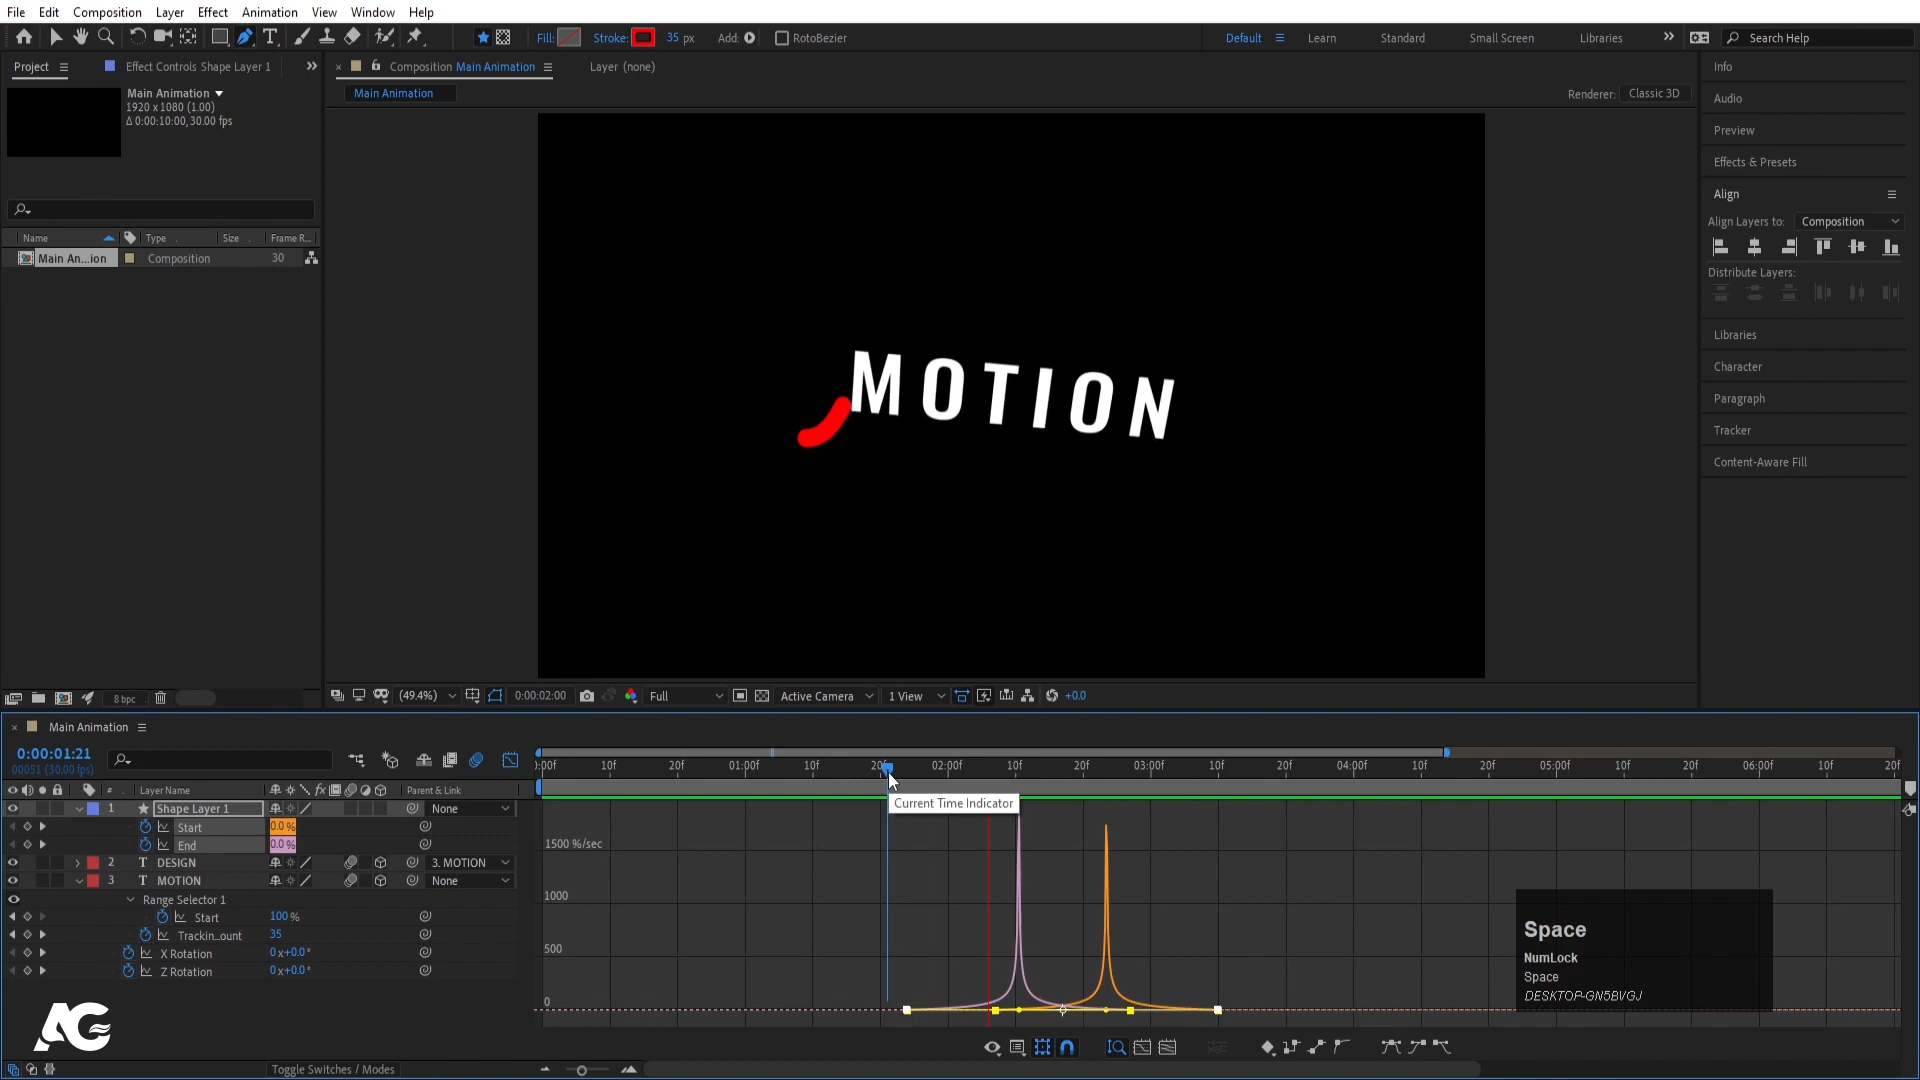 File Edit Composition Layer Effect Animation View Window Help
Fill: Stroke: 35 px Add: RotoBezier Default Learn Standard Small Screen Libraries Search Help
Project Effect Controls Shape Layer 1 Composition Main Animation Layer (none) Info
Main Animation
1920 x 1080 (1.00)
Δ 0:00:10:00, 30.00 fps
Main Animation Renderer: Classic 3D
Audio
Preview
Effects & Presets
Align
Align Layers to: Composition
Distribute Layers:
Libraries
Character
Paragraph
Tracker
Content-Aware Fill
Name Type Size Frame R...
Main An...ion Composition 30
MOTION
8 bpc (49.4%) 0:00:02:00 Full Active Camera 1 View +0.0
Main Animation
0:00:01:21
00051 (30.00 fps)
):00f 10f 20f 01:00f 10f 20f 02:00f 10f 20f 03:00f 10f 20f 04:00f 10f 20f 05:00f 10f 20f 06:00f 10f 20f
# Layer Name Parent & Link
1 Shape Layer 1 None
Start 0.0 %
End 0.0 %
2 T DESIGN 3. MOTION
3 T MOTION None
Range Selector 1
Start 100 %
Trackin...ount 35
X Rotation 0x+0.0°
Z Rotation 0x+0.0°
Current Time Indicator
1500 %/sec
1000
500
0
Space
NumLock
Space
DESKTOP-GN5BVGJ
AG
Toggle Switches / Modes